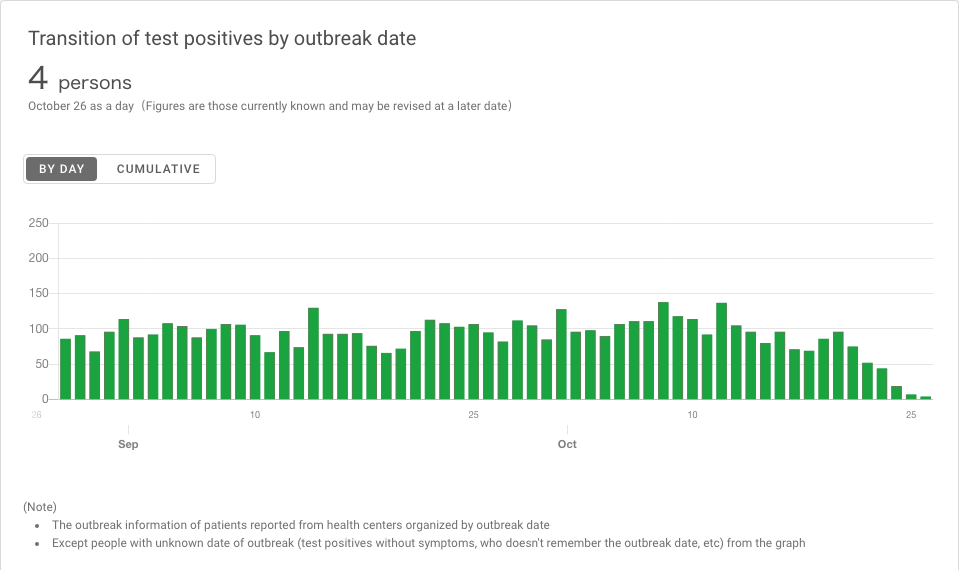 Transition of test positives by outbreak date
4 persons
October 26 as a day（Figures are those currently known and may be revised at a later date）
BY DAY CUMULATIVE
250
200
150
100
50
0
26 10 25 10 25
Sep Oct
(Note)
• The outbreak information of patients reported from health centers organized by outbreak date
• Except people with unknown date of outbreak (test positives without symptoms, who doesn't remember the outbreak date, etc) from the graph